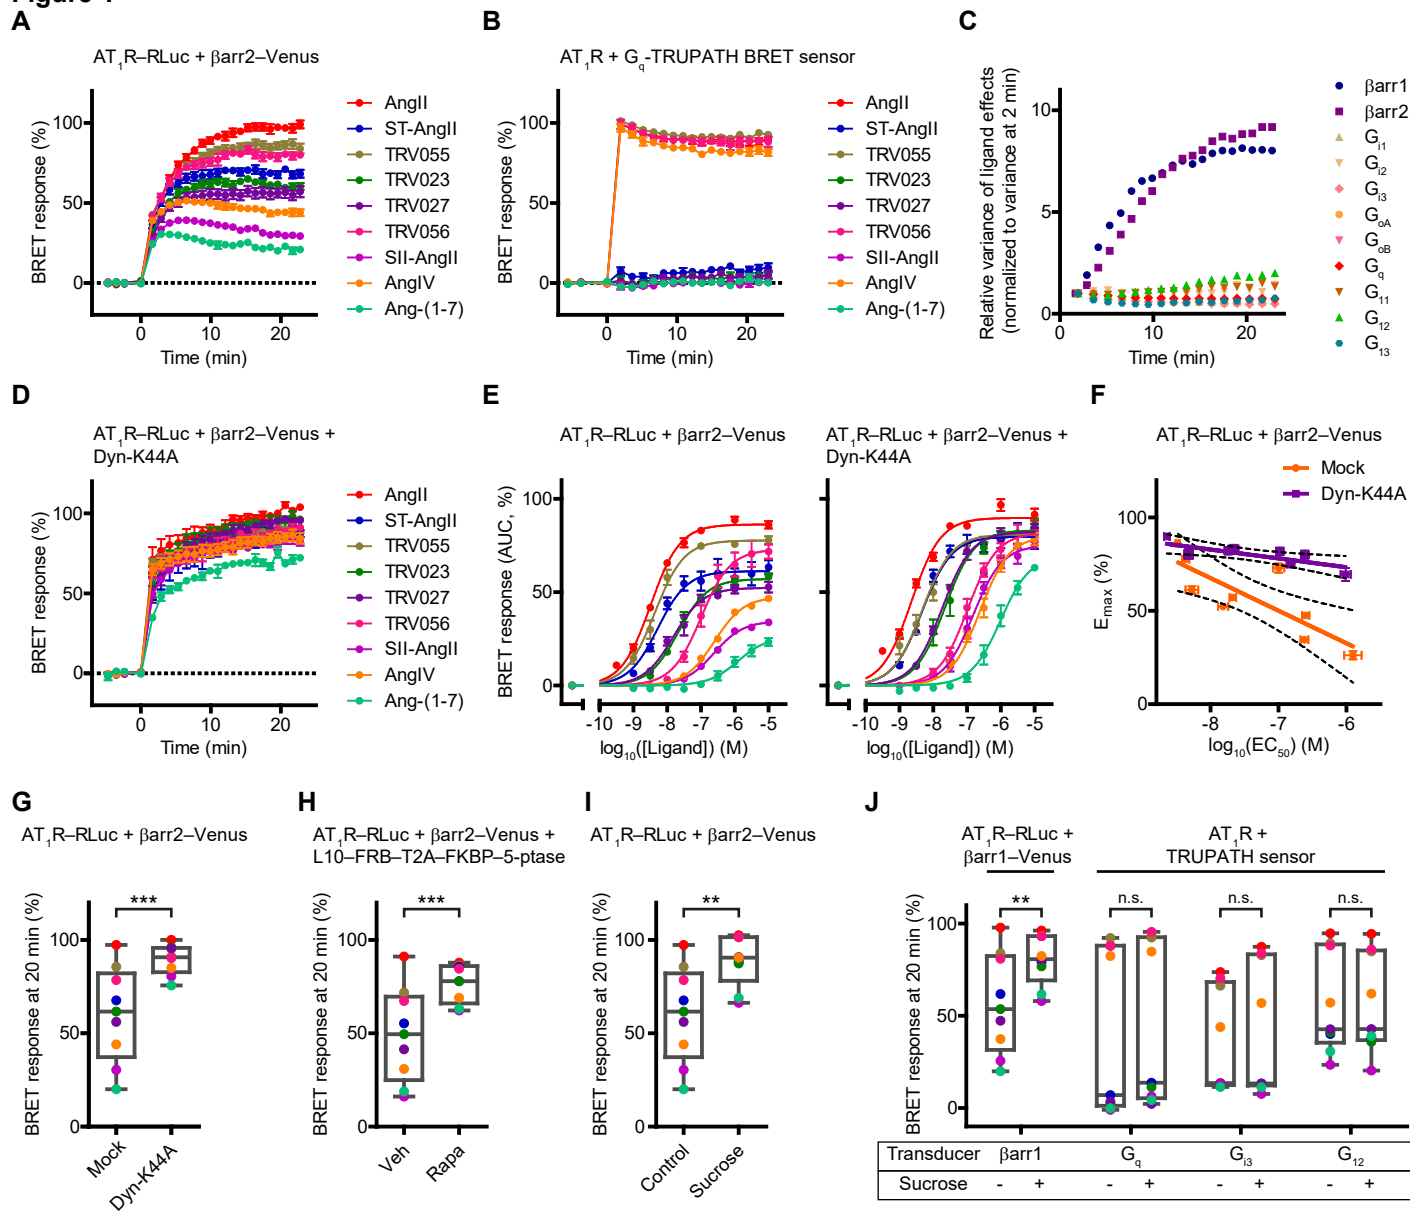 A
AT1R–RLuc + βarr2–Venus
BRET response (%)
100
50
0
0 10 20
Time (min)
AngII
ST-AngII
TRV055
TRV023
TRV027
TRV056
SII-AngII
AngIV
Ang-(1-7)
B
AT1R + Gq-TRUPATH BRET sensor
BRET response (%)
100
50
0
0 10 20
Time (min)
AngII
ST-AngII
TRV055
TRV023
TRV027
TRV056
SII-AngII
AngIV
Ang-(1-7)
C
Relative variance of ligand effects
(normalized to variance at 2 min)
10
5
0
0 10 20
Time (min)
βarr1
βarr2
Gi1
Gi2
Gi3
GoA
GoB
Gq
G11
G12
G13
D
AT1R–RLuc + βarr2–Venus +
Dyn-K44A
BRET response (%)
100
50
0
0 10 20
Time (min)
AngII
ST-AngII
TRV055
TRV023
TRV027
TRV056
SII-AngII
AngIV
Ang-(1-7)
E
AT1R–RLuc + βarr2–Venus
BRET response (AUC, %)
100
50
0
-10 -9 -8 -7 -6 -5
log10([Ligand]) (M)
AT1R–RLuc + βarr2–Venus +
Dyn-K44A
-10 -9 -8 -7 -6 -5
log10([Ligand]) (M)
F
AT1R–RLuc + βarr2–Venus
Mock
Dyn-K44A
Emax (%)
100
50
0
-8 -7 -6
log10(EC50) (M)
G
AT1R–RLuc + βarr2–Venus
BRET response at 20 min (%)
100
50
0
***
Mock
Dyn-K44A
H
AT1R–RLuc + βarr2–Venus +
L10–FRB–T2A–FKBP–5-ptase
BRET response at 20 min (%)
100
50
0
***
Veh
Rapa
I
AT1R–RLuc + βarr2–Venus
BRET response at 20 min (%)
100
50
0
**
Control
Sucrose
J
AT1R–RLuc +
βarr1–Venus
AT1R +
TRUPATH sensor
BRET response at 20 min (%)
100
50
0
** n.s. n.s. n.s.
Transducer βarr1 Gq Gi3 G12
Sucrose - + - + - + - +